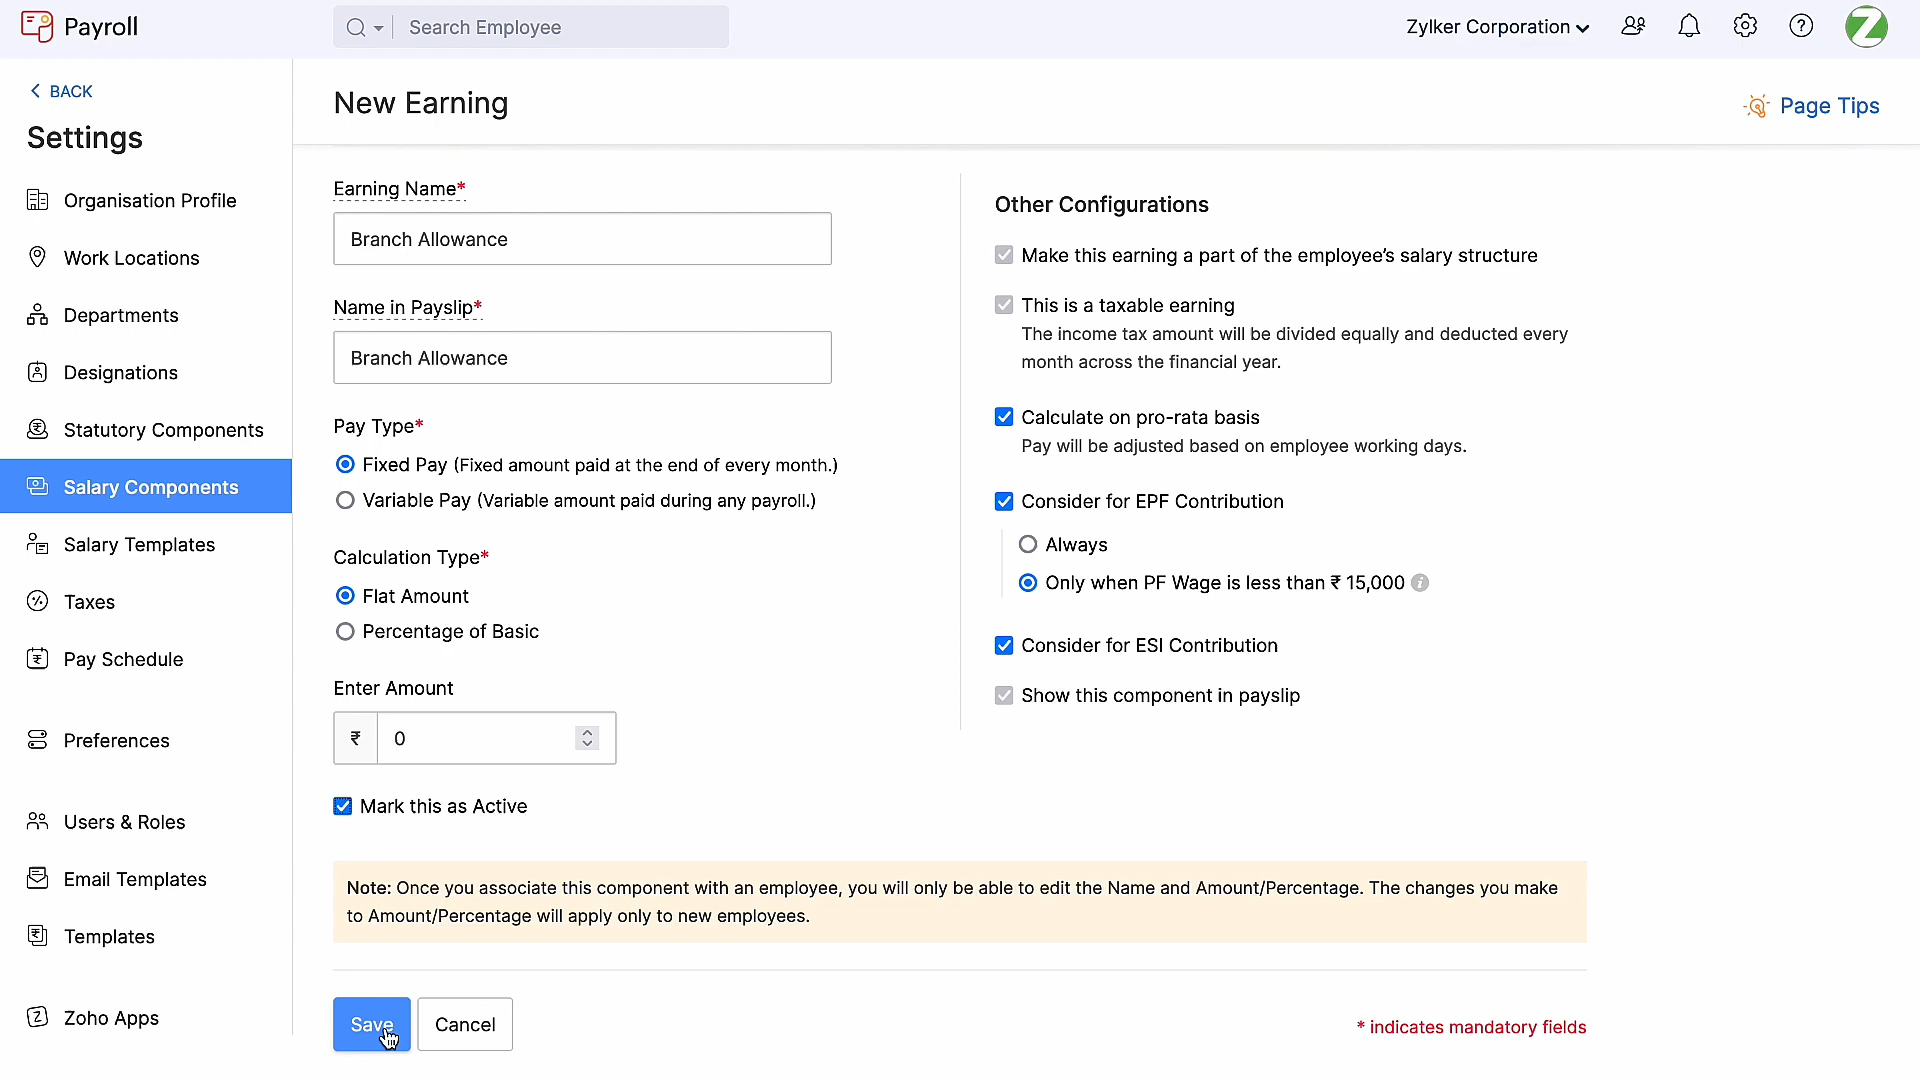 Payroll
Search Employee
Zylker Corporation
BACK
Settings
Organisation Profile
Work Locations
Departments
Designations
Statutory Components
Salary Components
Salary Templates
Taxes
Pay Schedule
Preferences
Users & Roles
Email Templates
Templates
Zoho Apps
New Earning
Page Tips
Earning Name*
Branch Allowance
Name in Payslip*
Branch Allowance
Pay Type*
Fixed Pay (Fixed amount paid at the end of every month.)
Variable Pay (Variable amount paid during any payroll.)
Calculation Type*
Flat Amount
Percentage of Basic
Enter Amount
₹ 0
Mark this as Active
Other Configurations
Make this earning a part of the employee's salary structure
This is a taxable earning
The income tax amount will be divided equally and deducted every
month across the financial year.
Calculate on pro-rata basis
Pay will be adjusted based on employee working days.
Consider for EPF Contribution
Always
Only when PF Wage is less than ₹ 15,000
Consider for ESI Contribution
Show this component in payslip
Note: Once you associate this component with an employee, you will only be able to edit the Name and Amount/Percentage. The changes you make
to Amount/Percentage will apply only to new employees.
Save
Cancel
* indicates mandatory fields